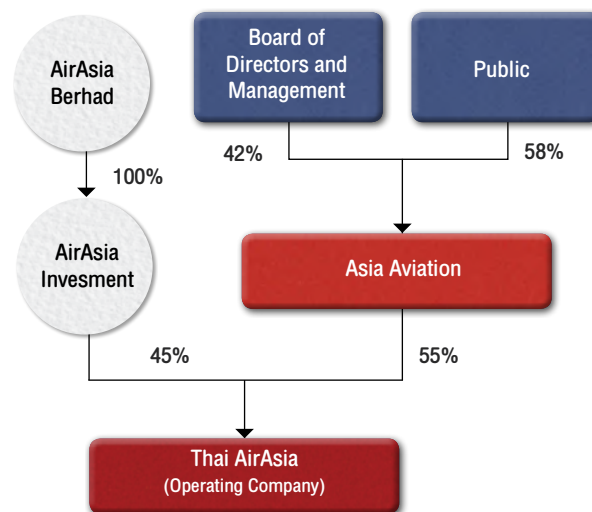 AirAsia
Berhad
Board of
Directors and
Management
Public
100%
42%
58%
AirAsia
Invesment
Asia Aviation
45%
55%
Thai AirAsia
(Operating Company)